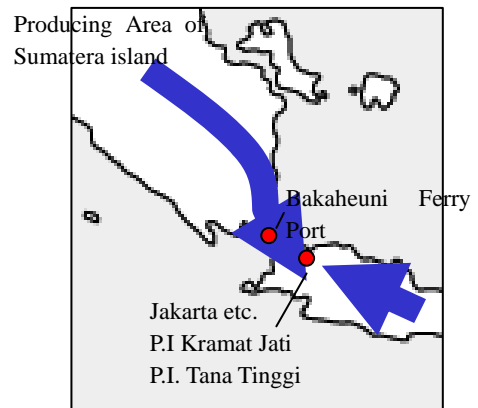 Producing Area of
Sumatera island
Bakaheuni Ferry
Port
Jakarta etc.
P.I Kramat Jati
P.I. Tana Tinggi